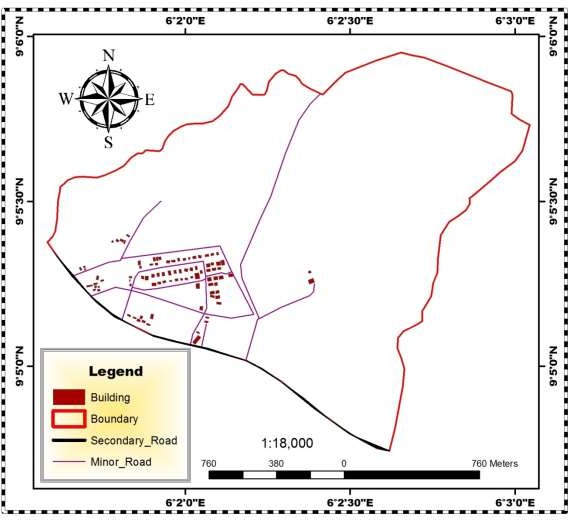 6°2'0"N 6°2'3"E 6°3'0"N
9°6'0"N 9°6'0"N
N
W E
S
9°5'30"N 9°5'30"N
9°5'0"N 9°5'0"N
Legend
Building
Boundary
Secondary_Road
Minor_Road
1:18,000
760 380 0 760 Meters
6°2'0"N 6°2'3"E 6°3'0"N